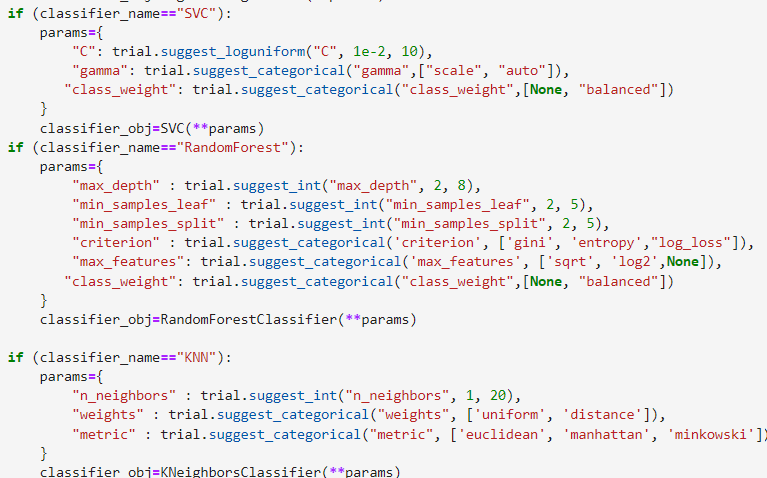 if (classifier_name=="SVC"):
    params={
        "C": trial.suggest_loguniform("C", 1e-2, 10),
        "gamma": trial.suggest_categorical("gamma",["scale", "auto"]),
       "class_weight": trial.suggest_categorical("class_weight",[None, "balanced"])
    }
    classifier_obj=SVC(**params)
if (classifier_name=="RandomForest"):
    params={
        "max_depth" : trial.suggest_int("max_depth", 2, 8),
        "min_samples_leaf" : trial.suggest_int("min_samples_leaf", 2, 5),
        "min_samples_split" : trial.suggest_int("min_samples_split", 2, 5),
        "criterion" : trial.suggest_categorical('criterion', ['gini', 'entropy',"log_loss"]),
        "max_features": trial.suggest_categorical('max_features', ['sqrt', 'log2',None]),
       "class_weight": trial.suggest_categorical("class_weight",[None, "balanced"])
    }
    classifier_obj=RandomForestClassifier(**params)

if (classifier_name=="KNN"):
    params={
        "n_neighbors" : trial.suggest_int("n_neighbors", 1, 20),
        "weights" : trial.suggest_categorical("weights", ['uniform', 'distance']),
        "metric" : trial.suggest_categorical("metric", ['euclidean', 'manhattan', 'minkowski'])
    }
    classifier_obj=KNeighborsClassifier(**params)